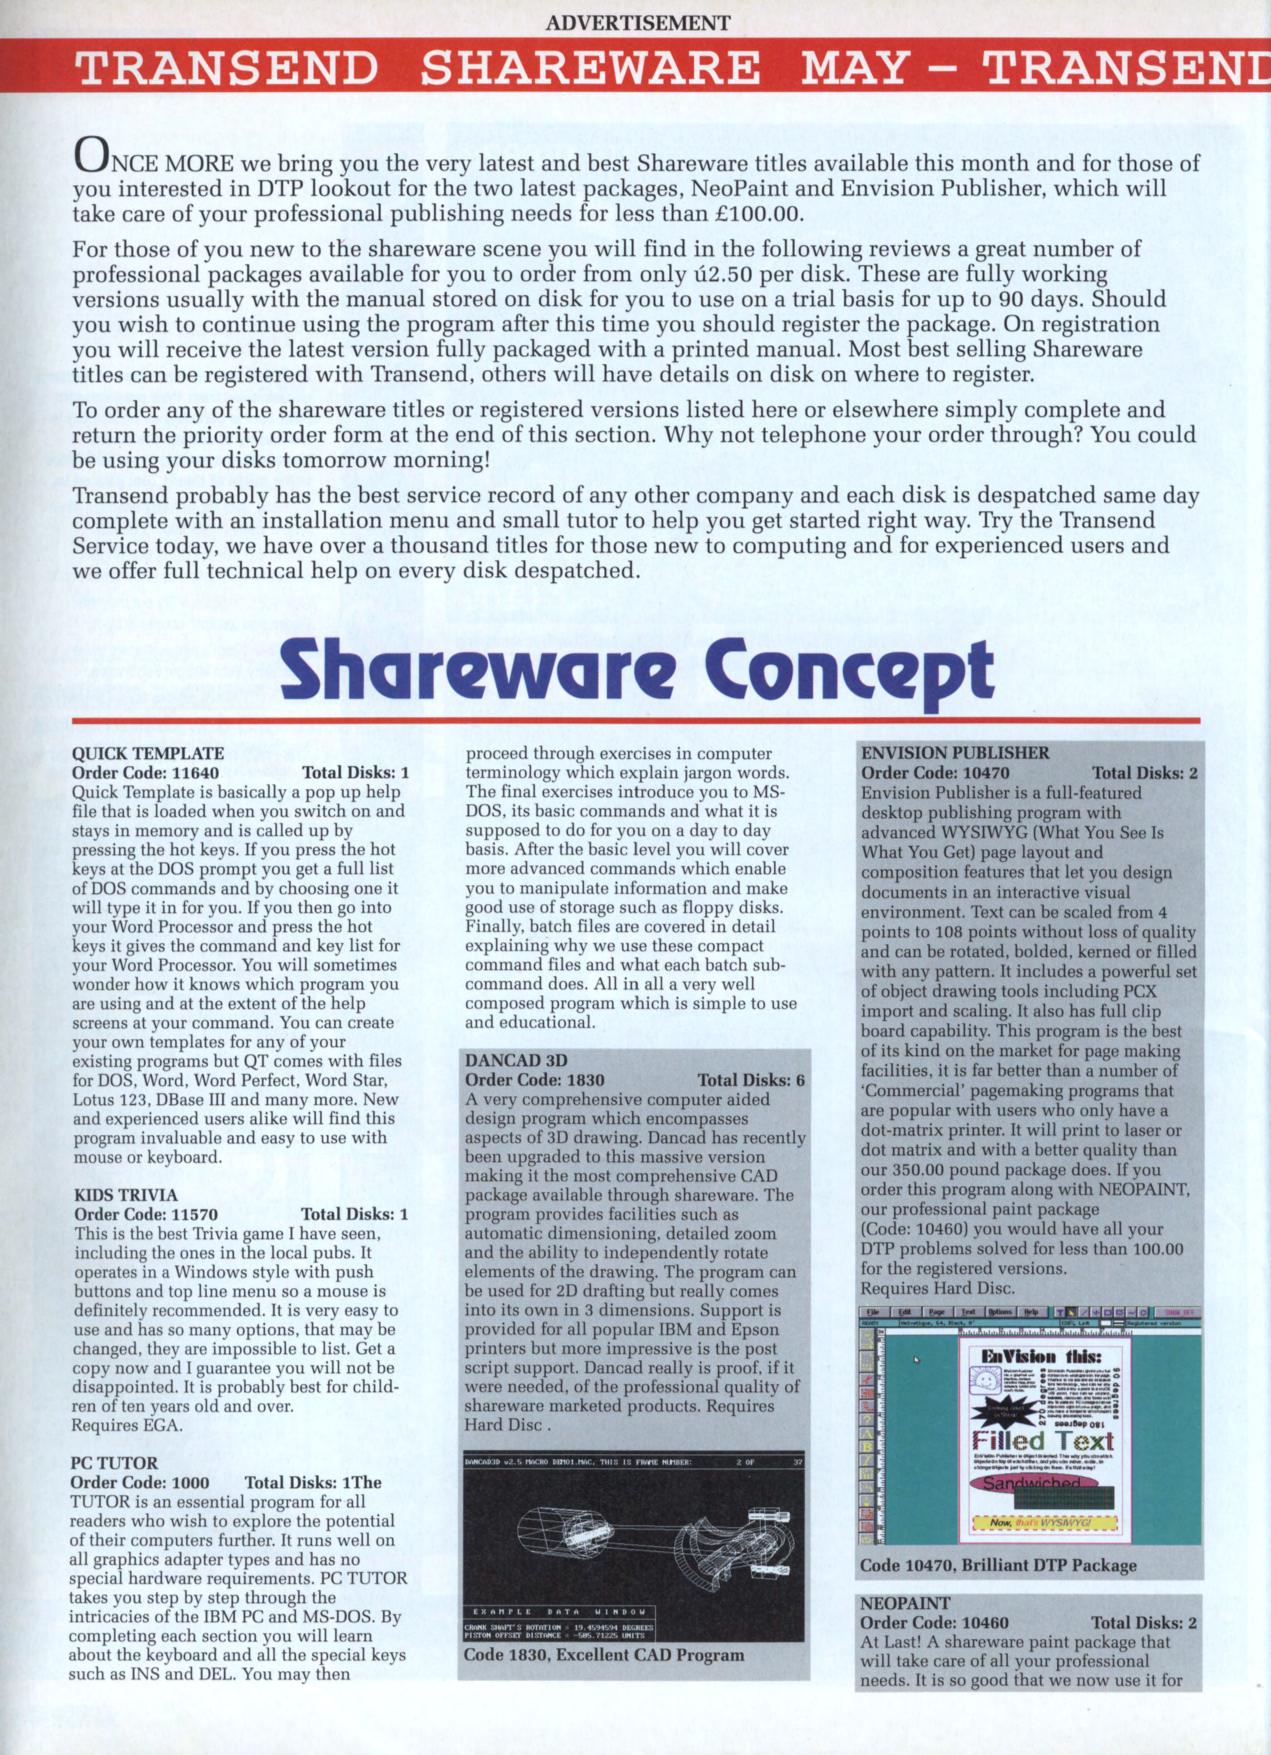 ADVERTISEMENT
TRANSEND SHAREWARE MAY – TRANSEND
ONCE MORE we bring you the very latest and best Shareware titles available this month and for those of
you interested in DTP lookout for the two latest packages, NeoPaint and Envision Publisher, which will
take care of your professional publishing needs for less than £100.00.
For those of you new to the shareware scene you will find in the following reviews a great number of
professional packages available for you to order from only ú2.50 per disk. These are fully working
versions usually with the manual stored on disk for you to use on a trial basis for up to 90 days. Should
you wish to continue using the program after this time you should register the package. On registration
you will receive the latest version fully packaged with a printed manual. Most best selling Shareware
titles can be registered with Transend, others will have details on disk on where to register.
To order any of the shareware titles or registered versions listed here or elsewhere simply complete and
return the priority order form at the end of this section. Why not telephone your order through? You could
be using your disks tomorrow morning!
Transend probably has the best service record of any other company and each disk is despatched same day
complete with an installation menu and small tutor to help you get started right way. Try the Transend
Service today, we have over a thousand titles for those new to computing and for experienced users and
we offer full technical help on every disk despatched.
Shareware Concept
QUICK TEMPLATE
Order Code: 11640 Total Disks: 1
Quick Template is basically a pop up help
file that is loaded when you switch on and
stays in memory and is called up by
pressing the hot keys. If you press the hot
keys at the DOS prompt you get a full list
of DOS commands and by choosing one it
will type it in for you. If you then go into
your Word Processor and press the hot
keys it gives the command and key list for
your Word Processor. You will sometimes
wonder how it knows which program you
are using and at the extent of the help
screens at your command. You can create
your own templates for any of your
existing programs but QT comes with files
for DOS, Word, Word Perfect, Word Star,
Lotus 123, DBase III and many more. New
and experienced users alike will find this
program invaluable and easy to use with
mouse or keyboard.
KIDS TRIVIA
Order Code: 11570 Total Disks: 1
This is the best Trivia game I have seen,
including the ones in the local pubs. It
operates in a Windows style with push
buttons and top line menu so a mouse is
definitely recommended. It is very easy to
use and has so many options, that may be
changed, they are impossible to list. Get a
copy now and I guarantee you will not be
disappointed. It is probably best for child-
ren of ten years old and over.
Requires EGA.
PC TUTOR
Order Code: 1000 Total Disks: 1The
TUTOR is an essential program for all
readers who wish to explore the potential
of their computers further. It runs well on
all graphics adapter types and has no
special hardware requirements. PC TUTOR
takes you step by step through the
intricacies of the IBM PC and MS-DOS. By
completing each section you will learn
about the keyboard and all the special keys
such as INS and DEL. You may then
proceed through exercises in computer
terminology which explain jargon words.
The final exercises introduce you to MS-
DOS, its basic commands and what it is
supposed to do for you on a day to day
basis. After the basic level you will cover
more advanced commands which enable
you to manipulate information and make
good use of storage such as floppy disks.
Finally, batch files are covered in detail
explaining why we use these compact
command files and what each batch sub-
command does. All in all a very well
composed program which is simple to use
and educational.
DANCAD 3D
Order Code: 1830 Total Disks: 6
A very comprehensive computer aided
design program which encompasses
aspects of 3D drawing. Dancad has recently
been upgraded to this massive version
making it the most comprehensive CAD
package available through shareware. The
program provides facilities such as
automatic dimensioning, detailed zoom
and the ability to independently rotate
elements of the drawing. The program can
be used for 2D drafting but really comes
into its own in 3 dimensions. Support is
provided for all popular IBM and Epson
printers but more impressive is the post
script support. Dancad really is proof, if it
were needed, of the professional quality of
shareware marketed products. Requires
Hard Disc .
DANCAD3D v2.5 MACRO DEMO1.MAC, THIS IS FRAME NUMBER: 2 OF 37
EXAMPLE DATA WINDOW
CRANK SHAFT'S ROTATION = 19.4594594 DEGREES
PISTON OFFSET DISTANCE = -505.71225 UNITS
Code 1830, Excellent CAD Program
ENVISION PUBLISHER
Order Code: 10470 Total Disks: 2
Envision Publisher is a full-featured
desktop publishing program with
advanced WYSIWYG (What You See Is
What You Get) page layout and
composition features that let you design
documents in an interactive visual
environment. Text can be scaled from 4
points to 108 points without loss of quality
and can be rotated, bolded, kerned or filled
with any pattern. It includes a powerful set
of object drawing tools including PCX
import and scaling. It also has full clip
board capability. This program is the best
of its kind on the market for page making
facilities, it is far better than a number of
'Commercial' pagemaking programs that
are popular with users who only have a
dot-matrix printer. It will print to laser or
dot matrix and with a better quality than
our 350.00 pound package does. If you
order this program along with NEOPAINT,
our professional paint package
(Code: 10460) you would have all your
DTP problems solved for less than 100.00
for the registered versions.
Requires Hard Disc.
File Edit Page Text Options Help
READY Registered version
EnVision this:
270 degrees
90 degrees
180 degrees
Filled Text
Sandwiched
Now, that's WYSIWYG!
Code 10470, Brilliant DTP Package
NEOPAINT
Order Code: 10460 Total Disks: 2
At Last! A shareware paint package that
will take care of all your professional
needs. It is so good that we now use it for